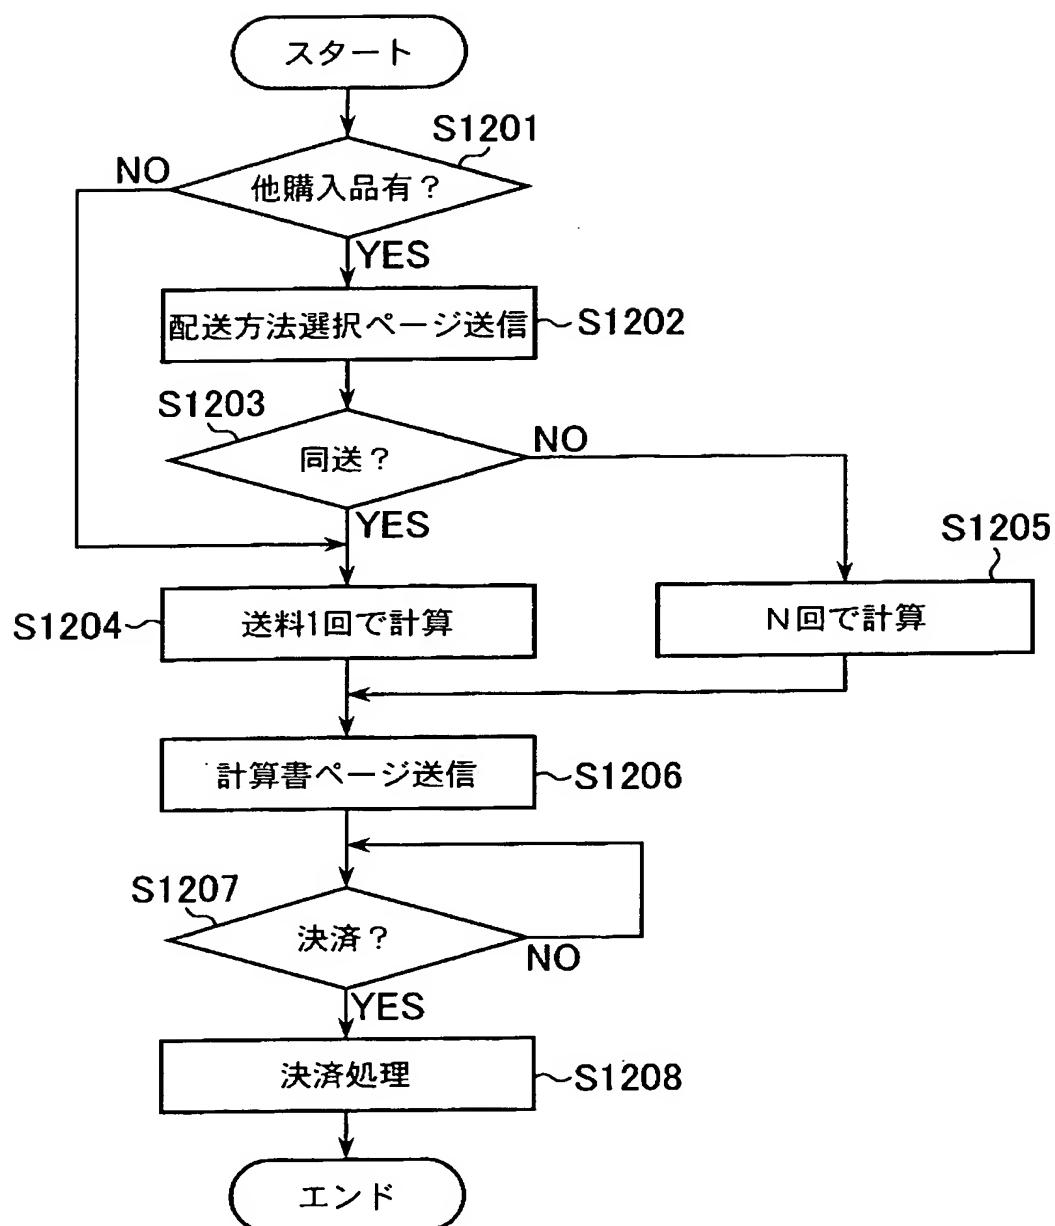 スタート
S1201
NO
他購入品有？
YES
配送方法選択ページ送信
S1202
S1203
同送？
NO
YES
S1205
S1204
送料1回で計算
N回で計算
計算書ページ送信
S1206
S1207
決済？
NO
YES
決済処理
S1208
エンド